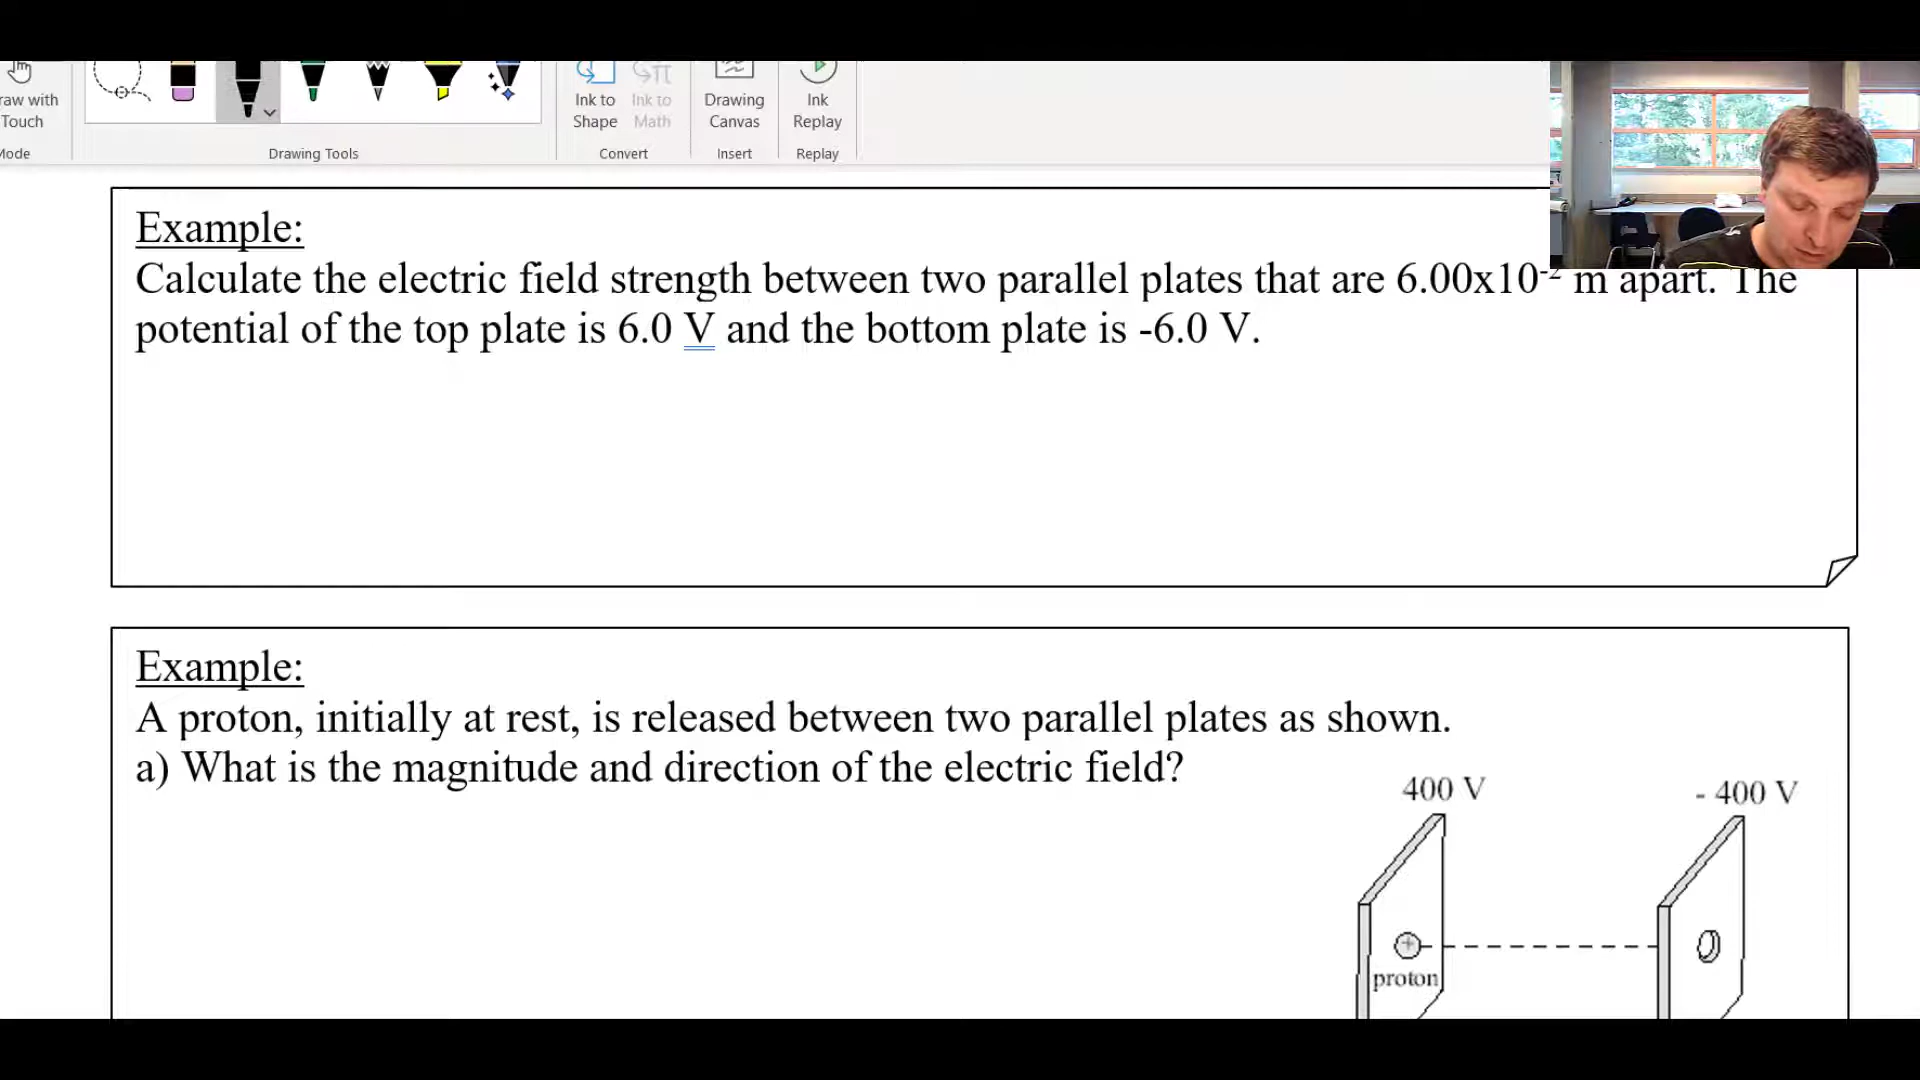 raw with
Touch
Mode
Drawing Tools
Ink to
Shape
Ink to
Math
Convert
Drawing
Canvas
Insert
Ink
Replay
Replay
Example:
Calculate the electric field strength between two parallel plates that are 6.00x10⁻² m apart. The
potential of the top plate is 6.0 V and the bottom plate is -6.0 V.
Example:
A proton, initially at rest, is released between two parallel plates as shown.
a) What is the magnitude and direction of the electric field?
400 V
- 400 V
+
proton